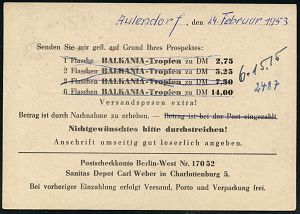 Aulendorf, den 24. Februar 1953
Senden Sie mir gefl. auf Grund Ihres Prospektes:
1 Flasche BALKANIA-Tropfen zu DM 2,75
2 Flaschen BALKANIA-Tropfen zu DM 5,25
3 Flaschen BALKANIA-Tropfen zu DM 7,50
6 Flaschen BALKANIA-Tropfen zu DM 14,00
Versandspesen extra!
Betrag ist durch Nachnahme zu erheben. — Betrag ist bei der Post eingezahlt.
Nichtgewünschtes bitte durchstreichen!
Anschrift umseitig gut leserlich angeben.
Postscheckkonto Berlin-West Nr. 17052
Sanitas Depot Carl Weber in Charlottenburg 5.
Bei vorheriger Einzahlung erfolgt Versand, Porto und Verpackung frei.